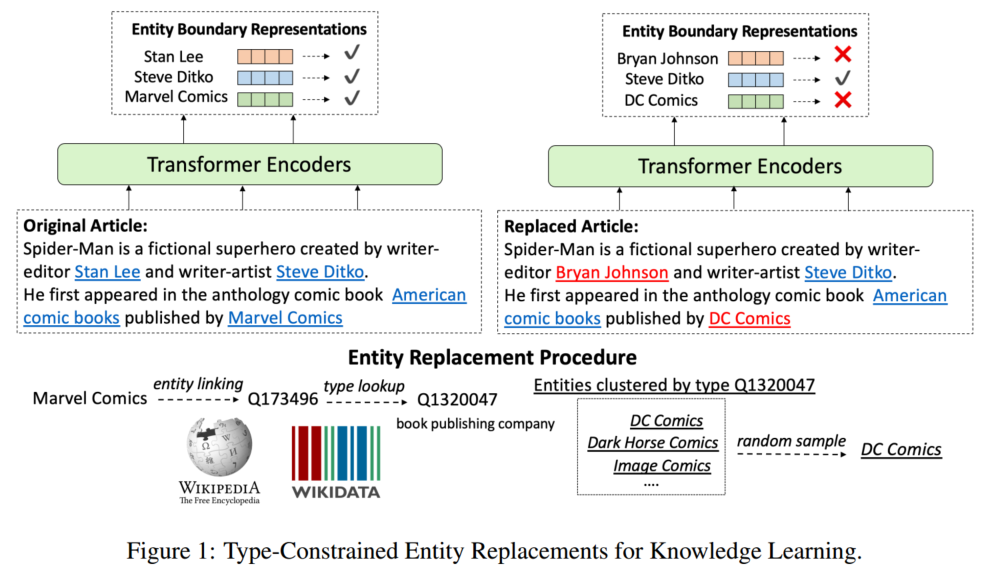 Entity Boundary Representations
Stan Lee
Steve Ditko
Marvel Comics
Transformer Encoders
Original Article:
Spider-Man is a fictional superhero created by writer-
editor Stan Lee and writer-artist Steve Ditko.
He first appeared in the anthology comic book American
comic books published by Marvel Comics
Entity Boundary Representations
Bryan Johnson
Steve Ditko
DC Comics
Transformer Encoders
Replaced Article:
Spider-Man is a fictional superhero created by writer-
editor Bryan Johnson and writer-artist Steve Ditko.
He first appeared in the anthology comic book American
comic books published by DC Comics
Entity Replacement Procedure
Marvel Comics
entity linking
Q173496
type lookup
Q1320047
book publishing company
WIKIPEDIA
The Free Encyclopedia
WIKIDATA
Entities clustered by type Q1320047
DC Comics
Dark Horse Comics
Image Comics
....
random sample
DC Comics
Figure 1: Type-Constrained Entity Replacements for Knowledge Learning.